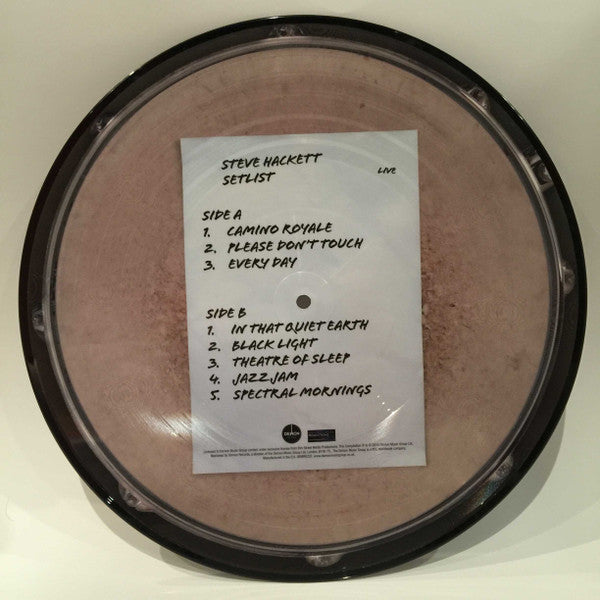 STEVE HACKETT
SETLIST
LIVE
SIDE A
1. CAMINO ROYALE
2. PLEASE DON'T TOUCH
3. EVERY DAY
SIDE B
1. IN THAT QUIET EARTH
2. BLACK LIGHT
3. THEATRE OF SLEEP
4. JAZZ JAM
5. SPECTRAL MORNINGS
DEMON